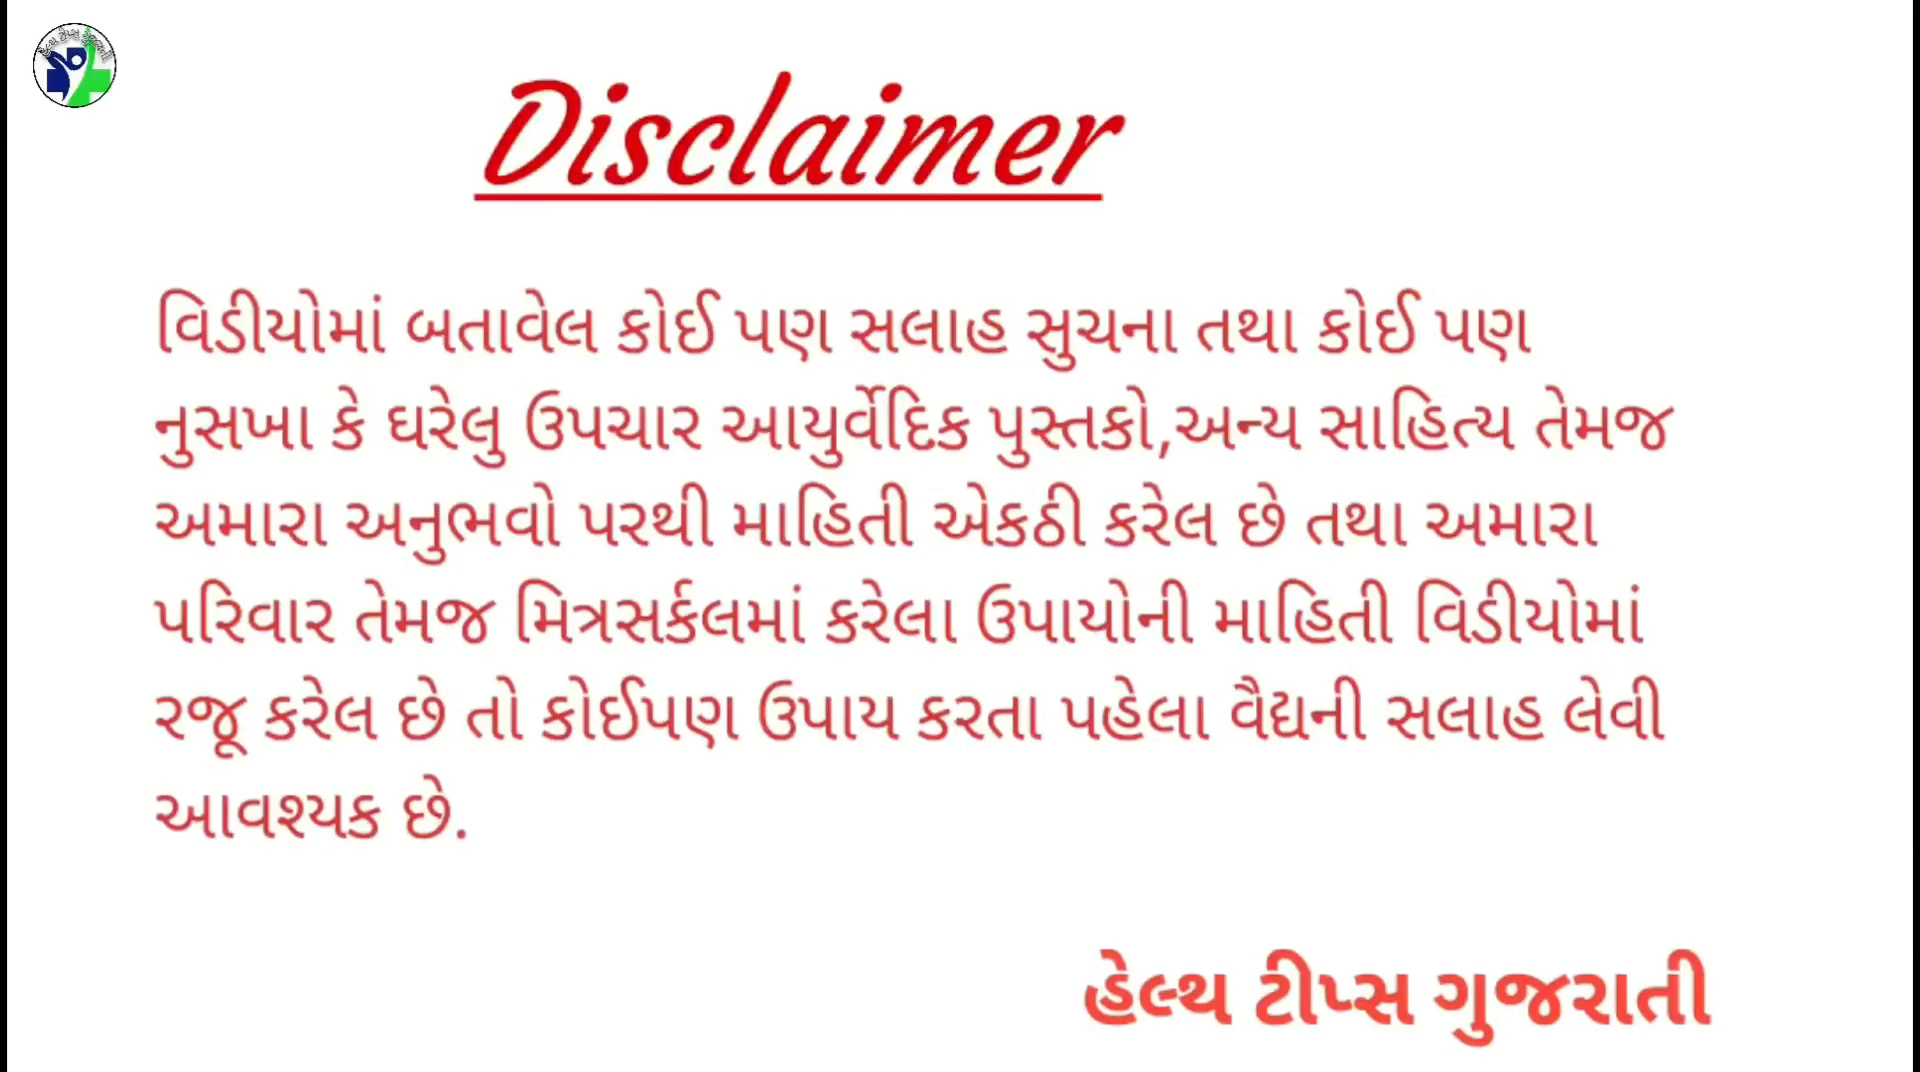 હેલ્થ ટીપ્સ ગુજરાતી
Disclaimer
વિડીયોમાં બતાવેલ કોઈ પણ સલાહ સુચના તથા કોઈ પણ
નુસખા કે ઘરેલુ ઉપચાર આયુર્વેદિક પુસ્તકો,અન્ય સાહિત્ય તેમજ
અમારા અનુભવો પરથી માહિતી એકઠી કરેલ છે તથા અમારા
પરિવાર તેમજ મિત્રસર્કલમાં કરેલા ઉપાયોની માહિતી વિડીયોમાં
રજૂ કરેલ છે તો કોઈપણ ઉપાય કરતા પહેલા વૈદ્યની સલાહ લેવી
આવશ્યક છે.
હેલ્થ ટીપ્સ ગુજરાતી